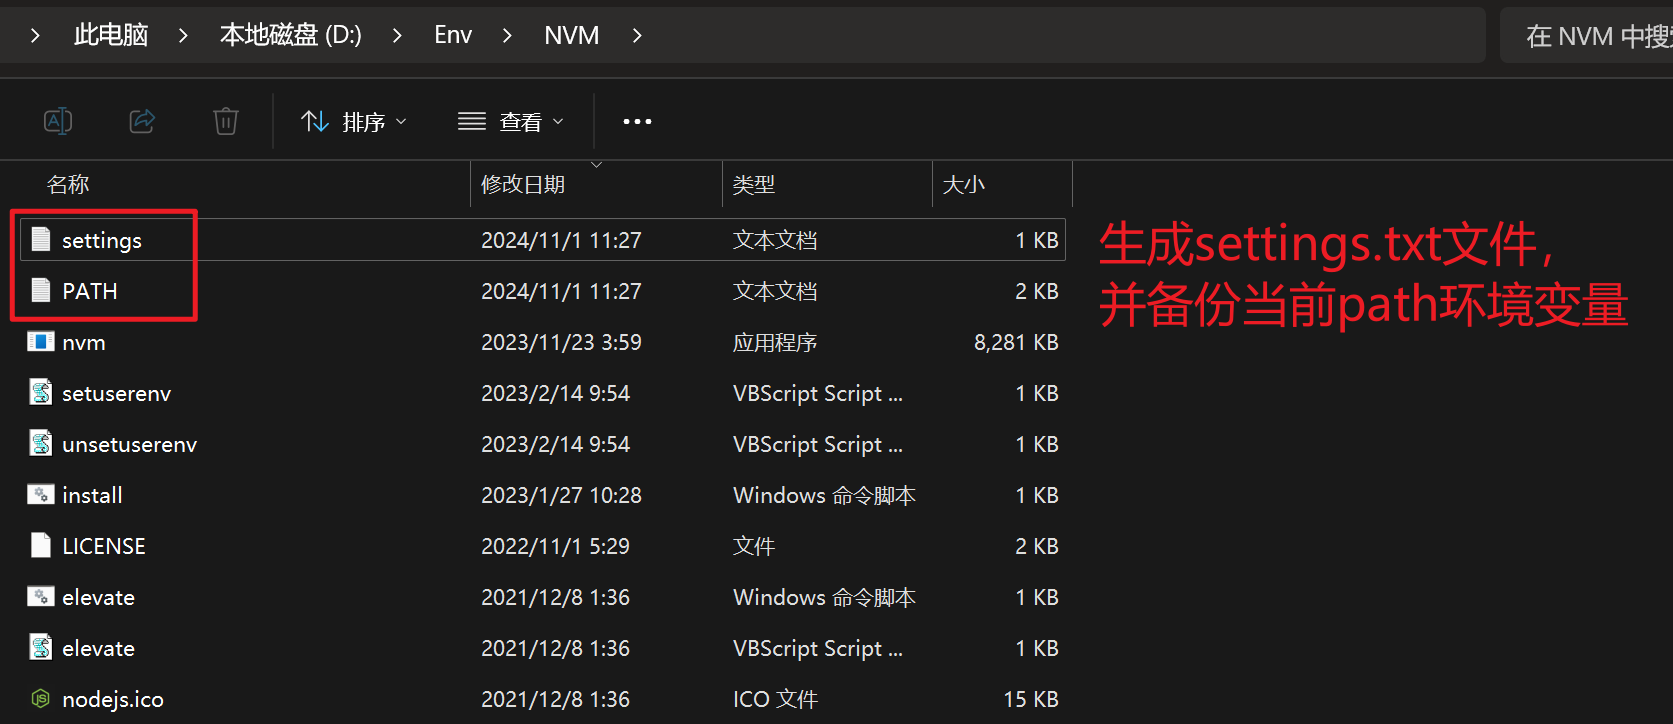 此电脑 本地磁盘 (D:) Env NVM
在 NVM 中搜
排序 查看
名称 修改日期 类型 大小
settings 2024/11/1 11:27 文本文档 1 KB
PATH 2024/11/1 11:27 文本文档 2 KB
nvm 2023/11/23 3:59 应用程序 8,281 KB
setuserenv 2023/2/14 9:54 VBScript Script ... 1 KB
unsetuserenv 2023/2/14 9:54 VBScript Script ... 1 KB
install 2023/1/27 10:28 Windows 命令脚本 1 KB
LICENSE 2022/11/1 5:29 文件 2 KB
elevate 2021/12/8 1:36 Windows 命令脚本 1 KB
elevate 2021/12/8 1:36 VBScript Script ... 1 KB
nodejs.ico 2021/12/8 1:36 ICO 文件 15 KB
生成settings.txt文件，
并备份当前path环境变量